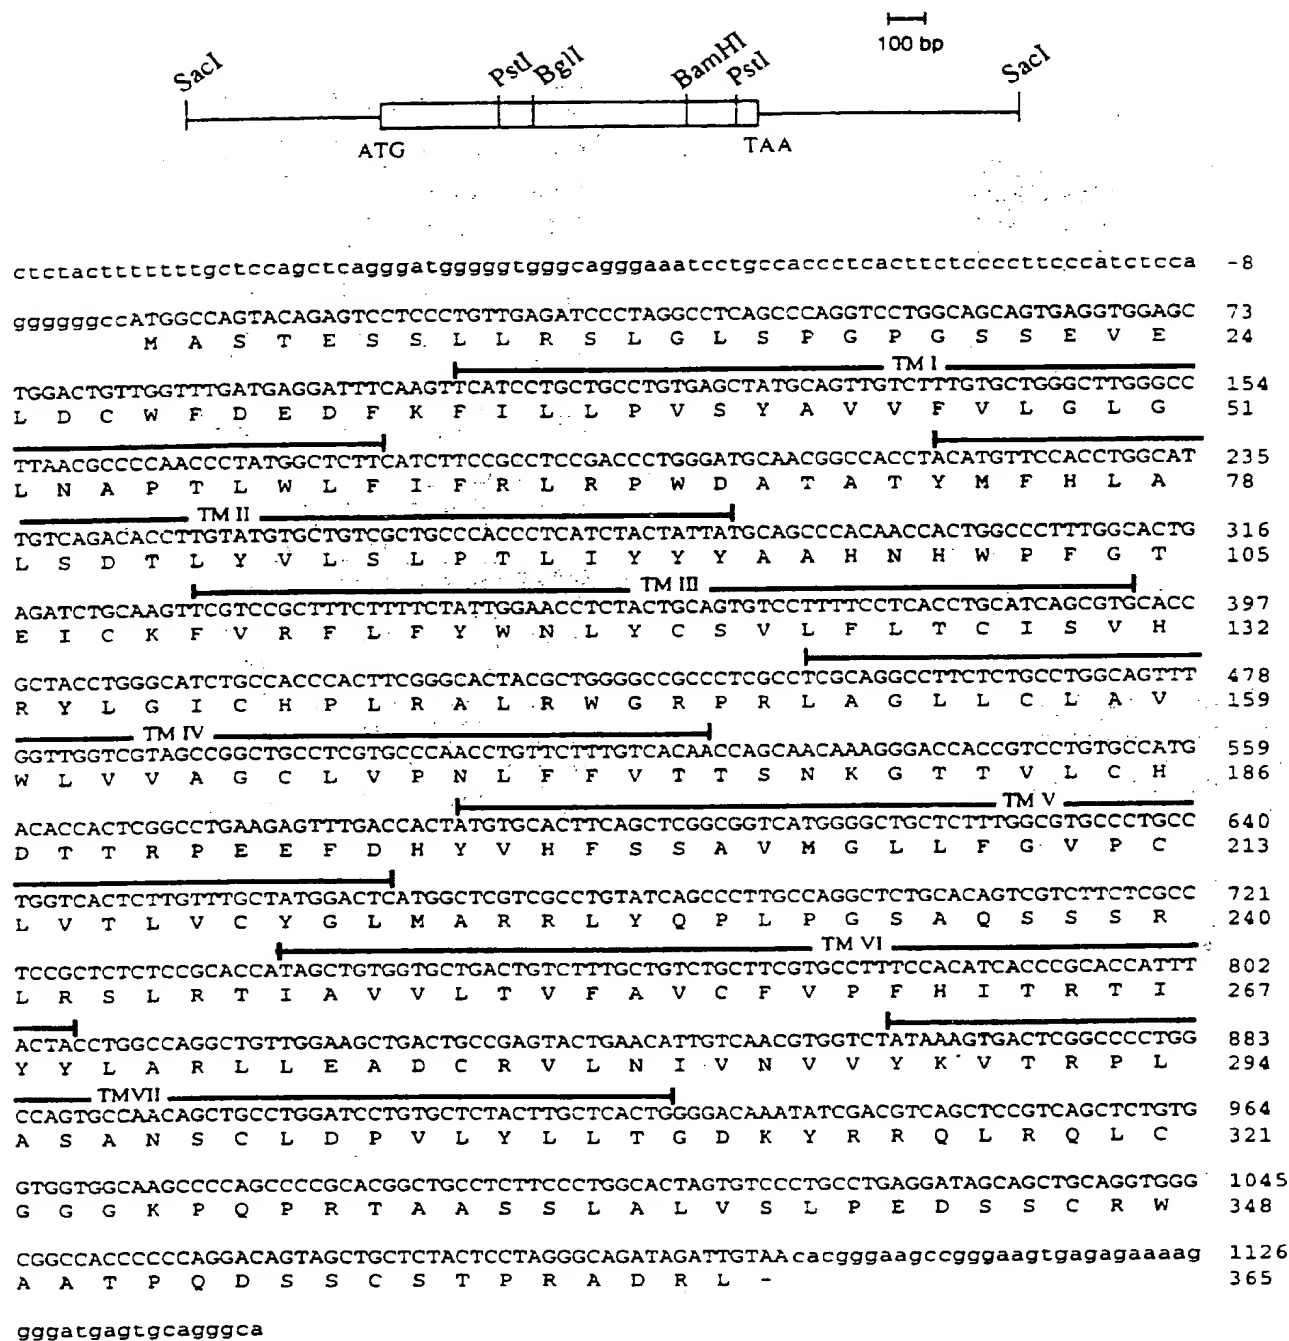 100 bp
SacI PstI BglI BamHI PstI SacI
ATG TAA
ctctactttttttgctccagctcagggatgggggtgggcagggaaatcctgccaccctcacttctccccttcccatctcca -8
ggggggccATGGCCAGTACAGAGTCCTCCCTGTTGAGATCCCTAGGCCTCAGCCCAGGTCCTGGCAGCAGTGAGGTGGAGC 73
M A S T E S S L L R S L G L S P G P G S S E V E 24
TM I
TGGACTGTTGGTTTGATGAGGATTTCAAGTTCATCCTGCTGCCTGTGAGCTATGCAGTTGTCTTTGTGCTGGGCTTGGGCC 154
L D C W F D E D F K F I L L P V S Y A V V F V L G L G 51
TTAACGCCCCAACCCTATGGCTCTTCATCTTCCGCCTCCGACCCTGGGATGCAACGGCCACCTACATGTTCCACCTGGCAT 235
L N A P T L W L F I F R L R P W D A T A T Y M F H L A 78
TM II
TGTCAGACACCTTGTATGTGCTGTCGCTGCCCACCCTCATCTACTATTATGCAGCCCACAACCACTGGCCCTTTGGCACTG 316
L S D T L Y V L S L P T L I Y Y Y A A H N H W P F G T 105
TM III
AGATCTGCAAGTTCGTCCGCTTTCTTTTCTATTGGAACCTCTACTGCAGTGTCCTTTTCCTCACCTGCATCAGCGTGCACC 397
E I C K F V R F L F Y W N L Y C S V L F L T C I S V H 132
GCTACCTGGGCATCTGCCACCCACTTCGGGCACTACGCTGGGGCCGCCCTCGCCTCGCAGGCCTTCTCTGCCTGGCAGTTT 478
R Y L G I C H P L R A L R W G R P R L A G L L C L A V 159
TM IV
GGTTGGTCGTAGCCGGCTGCCTCGTGCCCAACCTGTTCTTTGTCACAACCAGCAACAAAGGGACCACCGTCCTGTGCCATG 559
W L V V A G C L V P N L F F V T T S N K G T T V L C H 186
TM V
ACACCACTCGGCCTGAAGAGTTTGACCACTATGTGCACTTCAGCTCGGCGGTCATGGGGCTGCTCTTTGGCGTGCCCTGCC 640
D T T R P E E F D H Y V H F S S A V M G L L F G V P C 213
TGGTCACTCTTGTTTGCTATGGACTCATGGCTCGTCGCCTGTATCAGCCCTTGCCAGGCTCTGCACAGTCGTCTTCTCGCC 721
L V T L V C Y G L M A R R L Y Q P L P G S A Q S S S R 240
TM VI
TCCGCTCTCTCCGCACCATAGCTGTGGTGCTGACTGTCTTTGCTGTCTGCTTCGTGCCTTTCCACATCACCCGCACCATTT 802
L R S L R T I A V V L T V F A V C F V P F H I T R T I 267
ACTACCTGGCCAGGCTGTTGGAAGCTGACTGCCGAGTACTGAACATTGTCAACGTGGTCTATAAAGTGACTCGGCCCCTGG 883
Y Y L A R L L E A D C R V L N I V N V V Y K V T R P L 294
TMVII
CCAGTGCCAACAGCTGCCTGGATCCTGTGCTCTACTTGCTCACTGGGGACAAATATCGACGTCAGCTCCGTCAGCTCTGTG 964
A S A N S C L D P V L Y L L T G D K Y R R Q L R Q L C 321
GTGGTGGCAAGCCCCAGCCCCGCACGGCTGCCTCTTCCCTGGCACTAGTGTCCCTGCCTGAGGATAGCAGCTGCAGGTGGG 1045
G G G K P Q P R T A A S S L A L V S L P E D S S C R W 348
CGGCCACCCCCCAGGACAGTAGCTGCTCTACTCCTAGGGCAGATAGATTGTAAcacgggaagccgggaagtgagagaaaag 1126
A A T P Q D S S C S T P R A D R L - 365
gggatgagtgcagggca